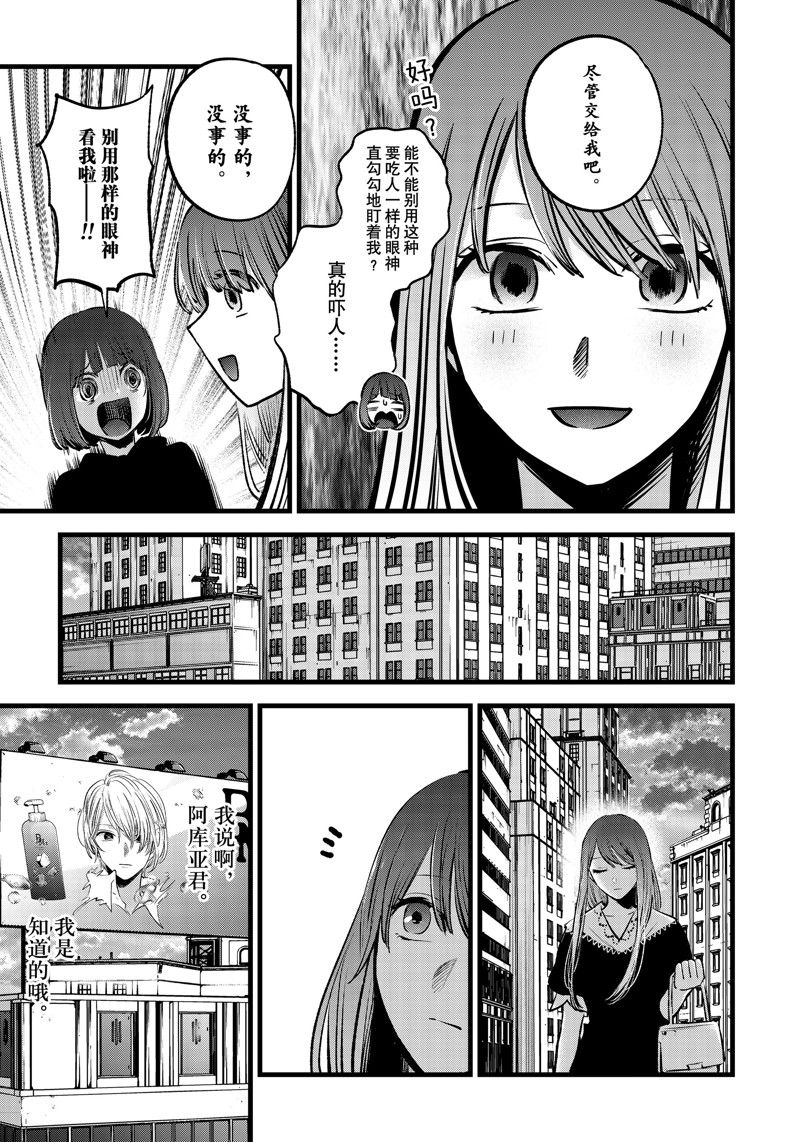 尽管交给我吧。
好吗？
能不能别用这种
要吃人一样的眼神
直勾勾地盯着我？
真的吓人……
没事的，
没事的。
别用那样的眼神
看我啦——!!
我说啊，
阿库亚君。
我是
知道的哦。